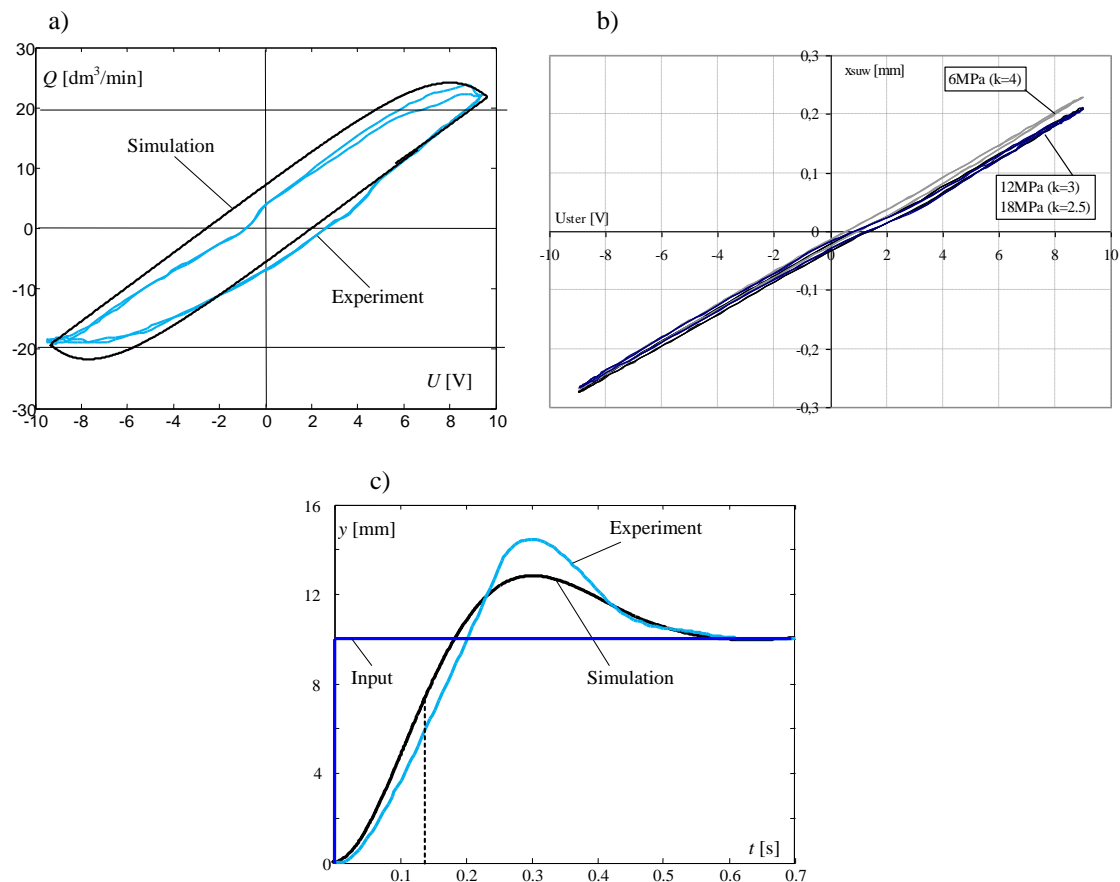 a)
b)
30
Q [dm³/min]
20
Simulation
10
0
-10
Experiment
-20
U [V]
-30
-10 -8 -6 -4 -2 0 2 4 6 8 10
0,3
xsuw [mm]
6MPa (k=4)
0,2
0,1
12MPa (k=3)
18MPa (k=2.5)
Uster [V]
0
-10 -8 -6 -4 -2 0 2 4 6 8 10
-0,1
-0,2
-0,3
c)
16
y [mm]
Experiment
12
Input
Simulation
8
4
t [s]
0
0.1 0.2 0.3 0.4 0.5 0.6 0.7